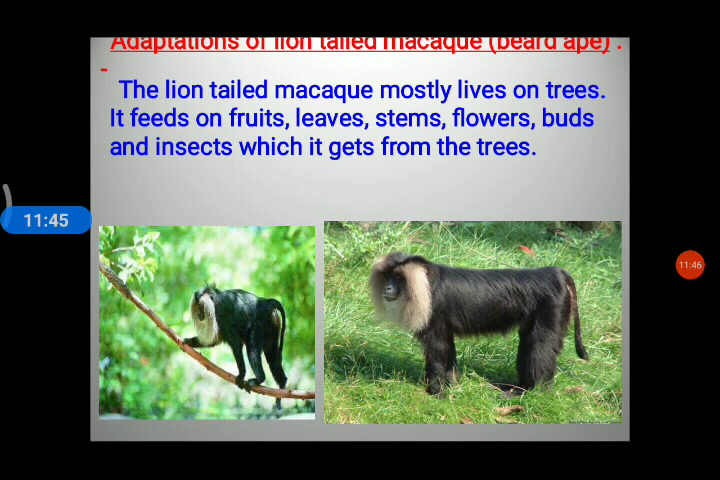 Adaptations of lion tailed macaque (beard ape) :
-
The lion tailed macaque mostly lives on trees.
It feeds on fruits, leaves, stems, flowers, buds
and insects which it gets from the trees.
11:45
11:46